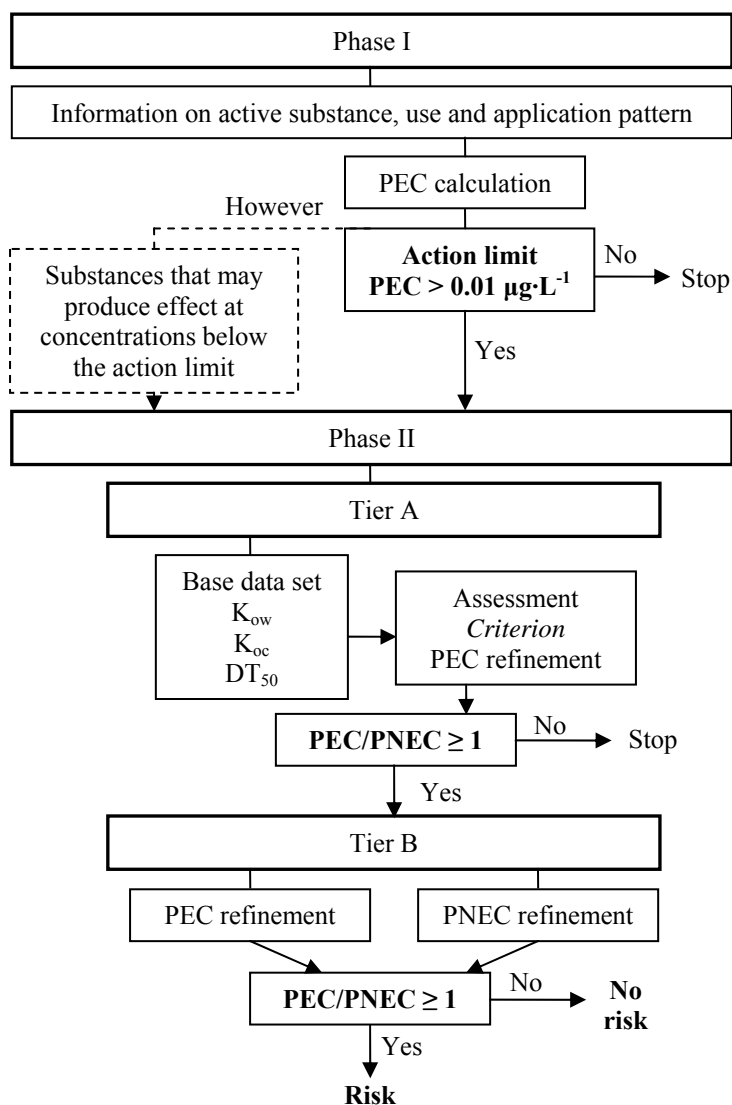 Phase I
Information on active substance, use and application pattern
PEC calculation
However
Action limit
PEC > 0.01 µg·L⁻¹
No
Stop
Substances that may
produce effect at
concentrations below
the action limit
Yes
Phase II
Tier A
Base data set
Kow
Koc
DT50
Assessment
Criterion
PEC refinement
PEC/PNEC ≥ 1
No
Stop
Yes
Tier B
PEC refinement
PNEC refinement
PEC/PNEC ≥ 1
No
No
risk
Yes
Risk